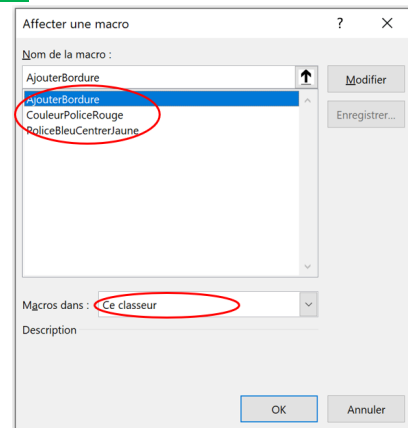 Affecter une macro ? ×
Nom de la macro :
AjouterBordure
Modifier
AjouterBordure
CouleurPoliceRouge
PoliceBleuCentrerJaune
Enregistrer...
Macros dans : Ce classeur
Description
OK
Annuler